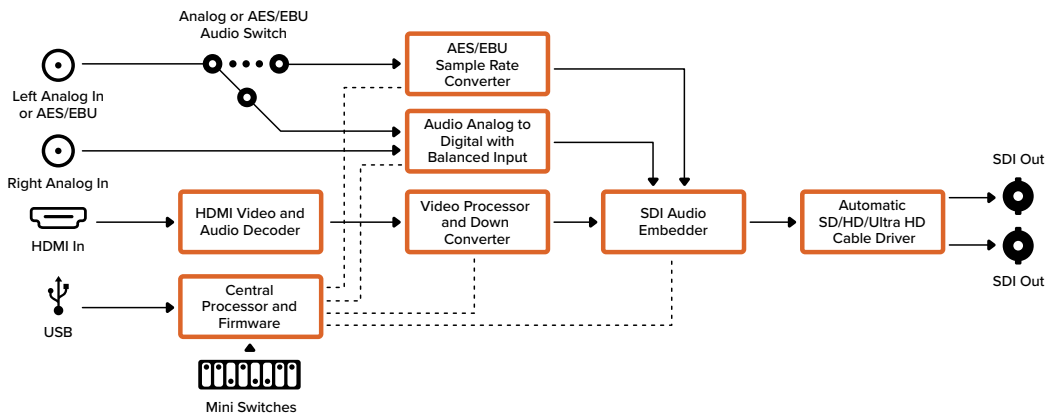 Analog or AES/EBU
Audio Switch
Left Analog In
or AES/EBU
Right Analog In
HDMI In
USB
AES/EBU
Sample Rate
Converter
Audio Analog to
Digital with
Balanced Input
HDMI Video and
Audio Decoder
Video Processor
and Down
Converter
SDI Audio
Embedder
Automatic
SD/HD/Ultra HD
Cable Driver
SDI Out
SDI Out
Central
Processor and
Firmware
Mini Switches